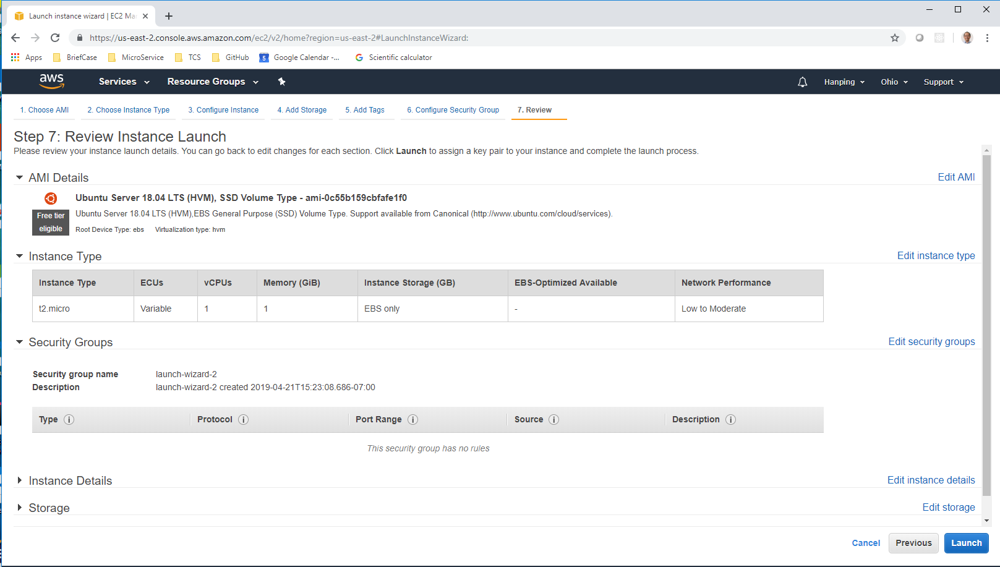 Launch instance wizard | EC2 Ma
https://us-east-2.console.aws.amazon.com/ec2/v2/home?region=us-east-2#LaunchInstanceWizard:
Apps BriefCase MicroService TCS GitHub 5 Google Calendar -... G Scientific calculator
aws Services Resource Groups Hanping Ohio Support
1. Choose AMI 2. Choose Instance Type 3. Configure Instance 4. Add Storage 5. Add Tags 6. Configure Security Group 7. Review
Step 7: Review Instance Launch
Please review your instance launch details. You can go back to edit changes for each section. Click Launch to assign a key pair to your instance and complete the launch process.
AMI Details Edit AMI
Ubuntu Server 18.04 LTS (HVM), SSD Volume Type - ami-0c55b159cbfafe1f0
Free tier eligible
Ubuntu Server 18.04 LTS (HVM),EBS General Purpose (SSD) Volume Type. Support available from Canonical (http://www.ubuntu.com/cloud/services).
Root Device Type: ebs Virtualization type: hvm
Instance Type Edit instance type
Instance Type ECUs vCPUs Memory (GiB) Instance Storage (GB) EBS-Optimized Available Network Performance
t2.micro Variable 1 1 EBS only - Low to Moderate
Security Groups Edit security groups
Security group name launch-wizard-2
Description launch-wizard-2 created 2019-04-21T15:23:08.686-07:00
Type i Protocol i Port Range i Source i Description i
This security group has no rules
Instance Details Edit instance details
Storage Edit storage
Cancel Previous Launch